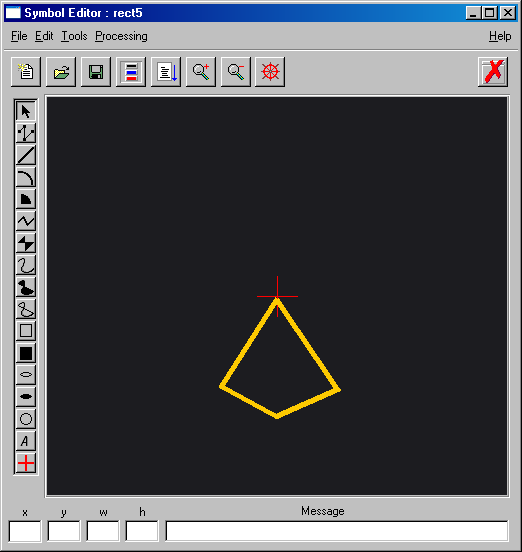 Symbol Editor : rect5
File Edit Tools Processing Help
A
x y w h Message